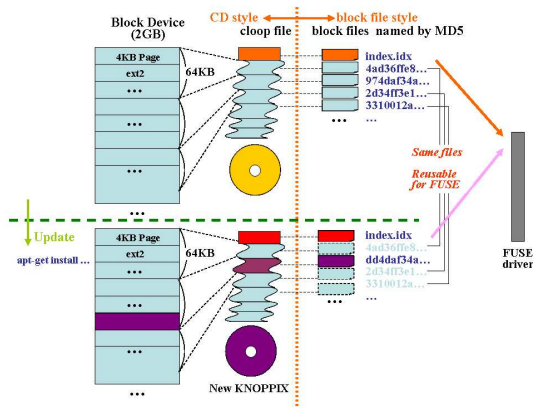 CD style
block file style
Block Device
(2GB)
cloop file
block files named by MD5
4KB Page
ext2
64KB
...
...
...
...
index.idx
4ad36ffe8...
974daf34a...
2d34ff3e1...
3310012a...
...
...
Same files
Reusable
for FUSE
FUSE
driver
Update
apt-get install ...
4KB Page
ext2
64KB
...
...
...
...
index.idx
4ad36ffe8...
dd4daf34a...
2d34ff3e1...
3310012a...
...
...
New KNOPPIX